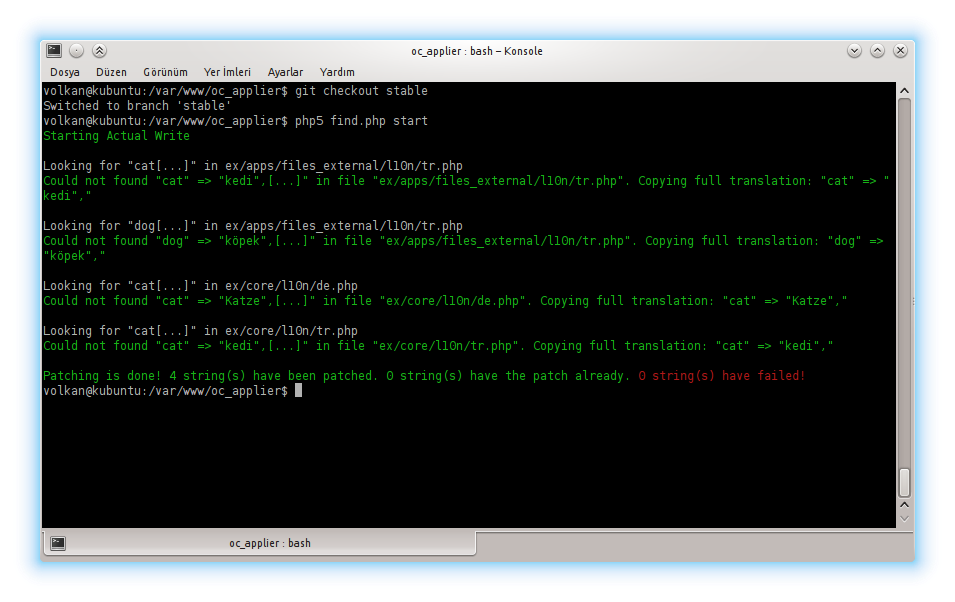 oc_applier : bash – Konsole
Dosya Düzen Görünüm Yer İmleri Ayarlar Yardım
volkan@kubuntu:/var/www/oc_applier$ git checkout stable
Switched to branch 'stable'
volkan@kubuntu:/var/www/oc_applier$ php5 find.php start
Starting Actual Write
Looking for "cat[...]" in ex/apps/files_external/l10n/tr.php
Could not found "cat" => "kedi",[...]" in file "ex/apps/files_external/l10n/tr.php". Copying full translation: "cat" => "
kedi","
Looking for "dog[...]" in ex/apps/files_external/l10n/tr.php
Could not found "dog" => "köpek",[...]" in file "ex/apps/files_external/l10n/tr.php". Copying full translation: "dog" =>
"köpek","
Looking for "cat[...]" in ex/core/l10n/de.php
Could not found "cat" => "Katze",[...]" in file "ex/core/l10n/de.php". Copying full translation: "cat" => "Katze","
Looking for "cat[...]" in ex/core/l10n/tr.php
Could not found "cat" => "kedi",[...]" in file "ex/core/l10n/tr.php". Copying full translation: "cat" => "kedi","
Patching is done! 4 string(s) have been patched. 0 string(s) have the patch already. 0 string(s) have failed!
volkan@kubuntu:/var/www/oc_applier$
oc_applier : bash